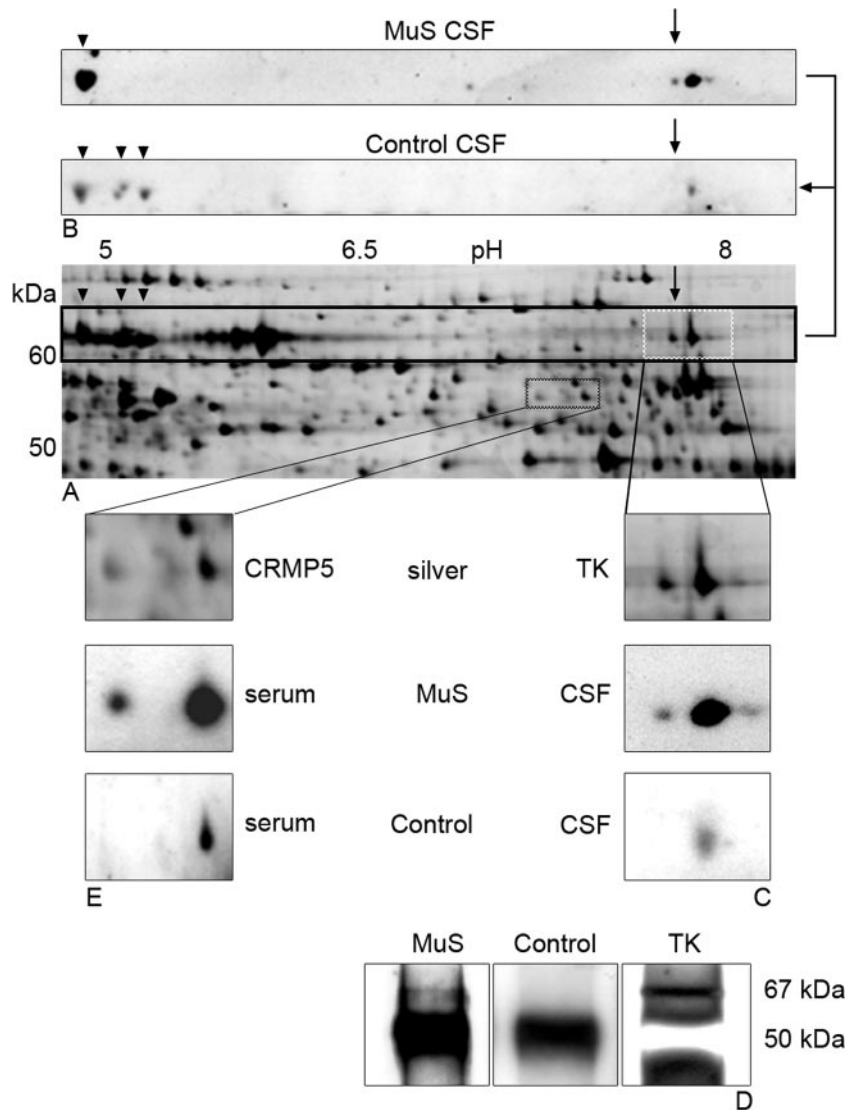 MuS CSF
Control CSF
B
5 6.5 pH 8
kDa
60
50
A
CRMP5 silver TK
serum MuS CSF
serum Control CSF
E C
MuS Control TK
67 kDa
50 kDa
D